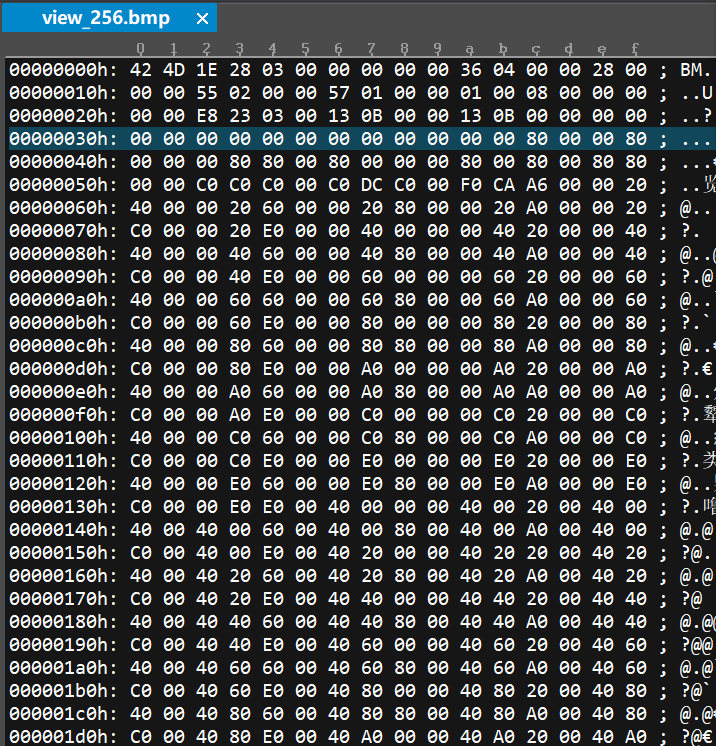 view_256.bmp ×
0 1 2 3 4 5 6 7 8 9 a b c d e f
00000000h: 42 4D 1E 28 03 00 00 00 00 00 36 04 00 00 28 00 ; BM.
00000010h: 00 00 55 02 00 00 57 01 00 00 01 00 08 00 00 00 ; ..U
00000020h: 00 00 E8 23 03 00 13 0B 00 00 13 0B 00 00 00 00 ; ..?
00000030h: 00 00 00 00 00 00 00 00 00 00 00 00 80 00 00 80 ; ....
00000040h: 00 00 00 80 80 00 80 00 00 00 80 00 80 00 80 80 ; ...€
00000050h: 00 00 C0 C0 C0 00 C0 DC C0 00 F0 CA A6 00 00 20 ; ..览
00000060h: 40 00 00 20 60 00 00 20 80 00 00 20 A0 00 00 20 ; @..
00000070h: C0 00 00 20 E0 00 00 40 00 00 00 40 20 00 00 40 ; ?.
00000080h: 40 00 00 40 60 00 00 40 80 00 00 40 A0 00 00 40 ; @..@
00000090h: C0 00 00 40 E0 00 00 60 00 00 00 60 20 00 00 60 ; ?.@
000000a0h: 40 00 00 60 60 00 00 60 80 00 00 60 A0 00 00 60 ; @..`
000000b0h: C0 00 00 60 E0 00 00 80 00 00 00 80 20 00 00 80 ; ?.`
000000c0h: 40 00 00 80 60 00 00 80 80 00 00 80 A0 00 00 80 ; @..€
000000d0h: C0 00 00 80 E0 00 00 A0 00 00 00 A0 20 00 00 A0 ; ?.€
000000e0h: 40 00 00 A0 60 00 00 A0 80 00 00 A0 A0 00 00 A0 ; @..
000000f0h: C0 00 00 A0 E0 00 00 C0 00 00 00 C0 20 00 00 C0 ; ?.犁
00000100h: 40 00 00 C0 60 00 00 C0 80 00 00 C0 A0 00 00 C0 ; @..
00000110h: C0 00 00 C0 E0 00 00 E0 00 00 00 E0 20 00 00 E0 ; ?.类
00000120h: 40 00 00 E0 60 00 00 E0 80 00 00 E0 A0 00 00 E0 ; @..
00000130h: C0 00 00 E0 E0 00 40 00 00 00 40 00 20 00 40 00 ; ?.噜
00000140h: 40 00 40 00 60 00 40 00 80 00 40 00 A0 00 40 00 ; @.@
00000150h: C0 00 40 00 E0 00 40 20 00 00 40 20 20 00 40 20 ; ?@.
00000160h: 40 00 40 20 60 00 40 20 80 00 40 20 A0 00 40 20 ; @.@
00000170h: C0 00 40 20 E0 00 40 40 00 00 40 40 20 00 40 40 ; ?@
00000180h: 40 00 40 40 60 00 40 40 80 00 40 40 A0 00 40 40 ; @.@@
00000190h: C0 00 40 40 E0 00 40 60 00 00 40 60 20 00 40 60 ; ?@@
000001a0h: 40 00 40 60 60 00 40 60 80 00 40 60 A0 00 40 60 ; @.@`
000001b0h: C0 00 40 60 E0 00 40 80 00 00 40 80 20 00 40 80 ; ?@`
000001c0h: 40 00 40 80 60 00 40 80 80 00 40 80 A0 00 40 80 ; @.@€
000001d0h: C0 00 40 80 E0 00 40 A0 00 00 40 A0 20 00 40 A0 ; ?@€